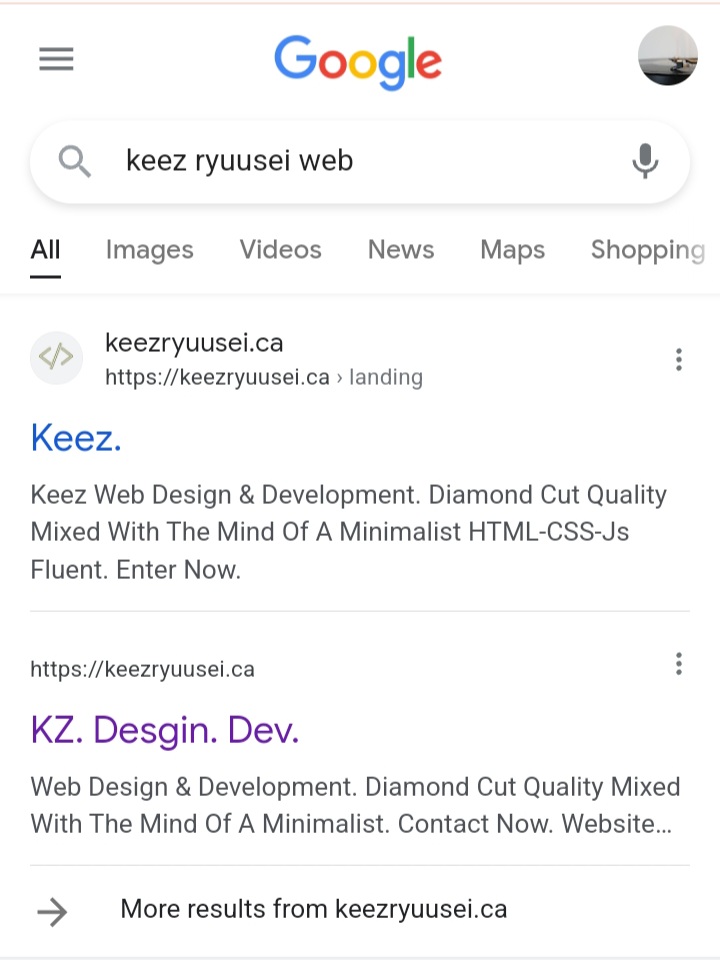 Google
keez ryuusei web
All Images Videos News Maps Shopping
keezryuusei.ca
https://keezryuusei.ca › landing
Keez.
Keez Web Design & Development. Diamond Cut Quality
Mixed With The Mind Of A Minimalist HTML-CSS-Js
Fluent. Enter Now.
https://keezryuusei.ca
KZ. Desgin. Dev.
Web Design & Development. Diamond Cut Quality Mixed
With The Mind Of A Minimalist. Contact Now. Website...
More results from keezryuusei.ca